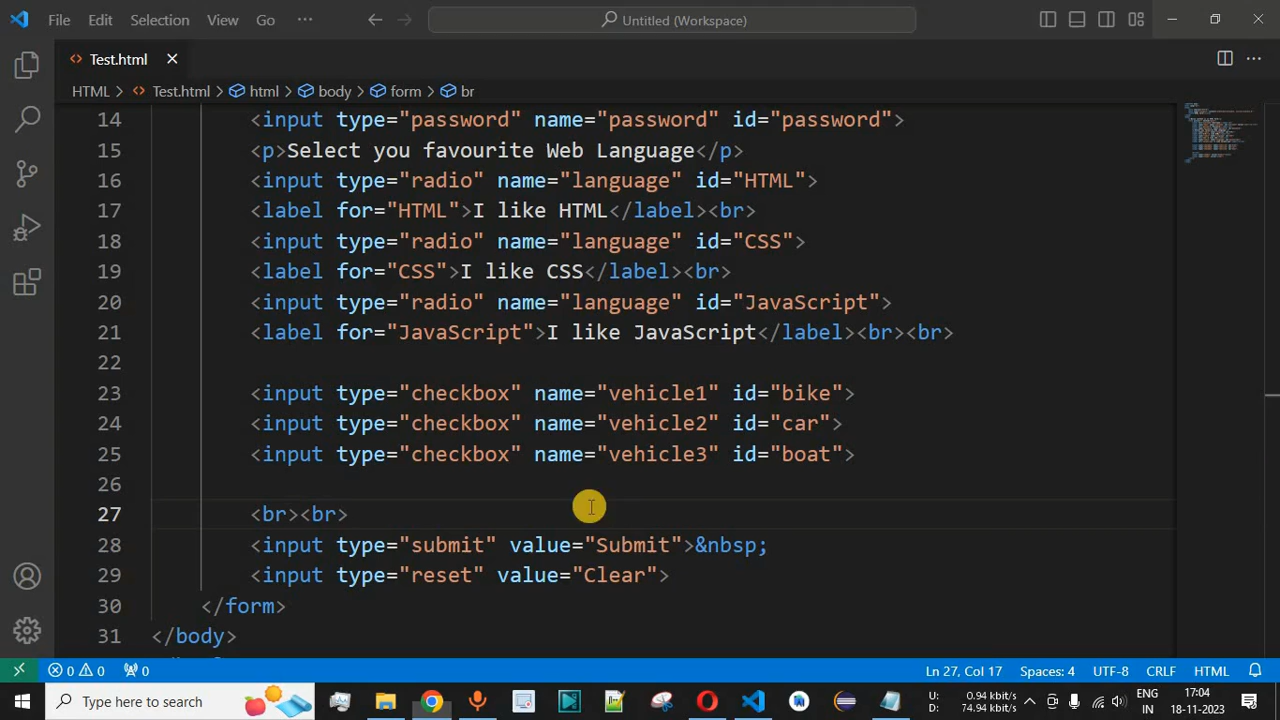 File Edit Selection View Go ··· Untitled (Workspace)
Test.html
HTML > Test.html > html > body > form > br
14 <input type="password" name="password" id="password">
15 <p>Select you favourite Web Language</p>
16 <input type="radio" name="language" id="HTML">
17 <label for="HTML">I like HTML</label><br>
18 <input type="radio" name="language" id="CSS">
19 <label for="CSS">I like CSS</label><br>
20 <input type="radio" name="language" id="JavaScript">
21 <label for="JavaScript">I like JavaScript</label><br><br>
22
23 <input type="checkbox" name="vehicle1" id="bike">
24 <input type="checkbox" name="vehicle2" id="car">
25 <input type="checkbox" name="vehicle3" id="boat">
26
27 <br><br>
28 <input type="submit" value="Submit">&nbsp;
29 <input type="reset" value="Clear">
30 </form>
31 </body>
0 0 0 Ln 27, Col 17 Spaces: 4 UTF-8 CRLF HTML
Type here to search
U: 0.94 kbit/s
D: 74.94 kbit/s
ENG
IN
17:04
18-11-2023